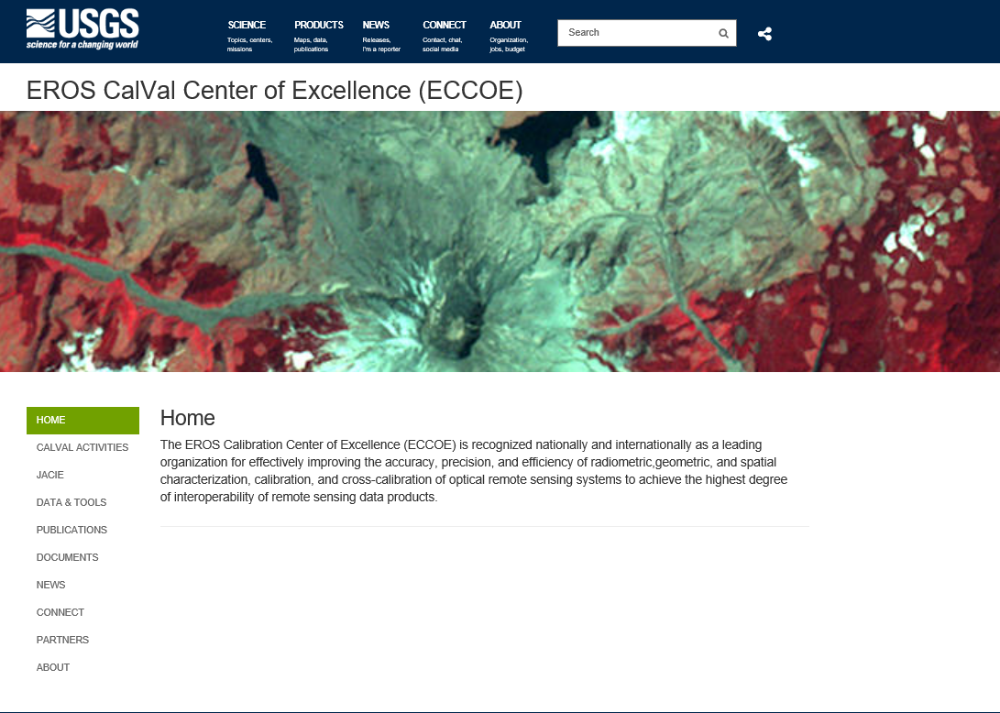 USGS
science for a changing world
SCIENCE
Topics, centers,
missions
PRODUCTS
Maps, data,
publications
NEWS
Releases,
I'm a reporter
CONNECT
Contact, chat,
social media
ABOUT
Organization,
jobs, budget
Search
EROS CalVal Center of Excellence (ECCOE)
HOME
CALVAL ACTIVITIES
JACIE
DATA & TOOLS
PUBLICATIONS
DOCUMENTS
NEWS
CONNECT
PARTNERS
ABOUT
Home
The EROS Calibration Center of Excellence (ECCOE) is recognized nationally and internationally as a leading
organization for effectively improving the accuracy, precision, and efficiency of radiometric,geometric, and spatial
characterization, calibration, and cross-calibration of optical remote sensing systems to achieve the highest degree
of interoperability of remote sensing data products.